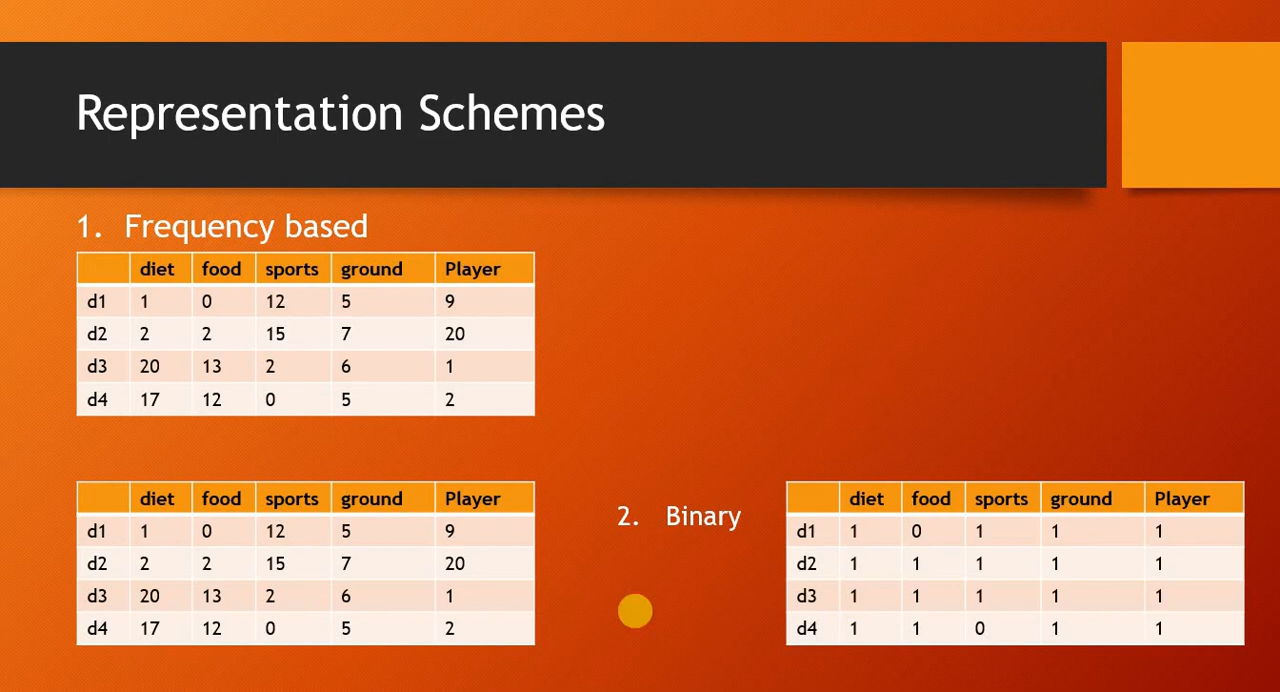 Representation Schemes
1. Frequency based
diet food sports ground Player
d1 1 0 12 5 9
d2 2 2 15 7 20
d3 20 13 2 6 1
d4 17 12 0 5 2
diet food sports ground Player
d1 1 0 12 5 9
d2 2 2 15 7 20
d3 20 13 2 6 1
d4 17 12 0 5 2
2. Binary
diet food sports ground Player
d1 1 0 1 1 1
d2 1 1 1 1 1
d3 1 1 1 1 1
d4 1 1 0 1 1